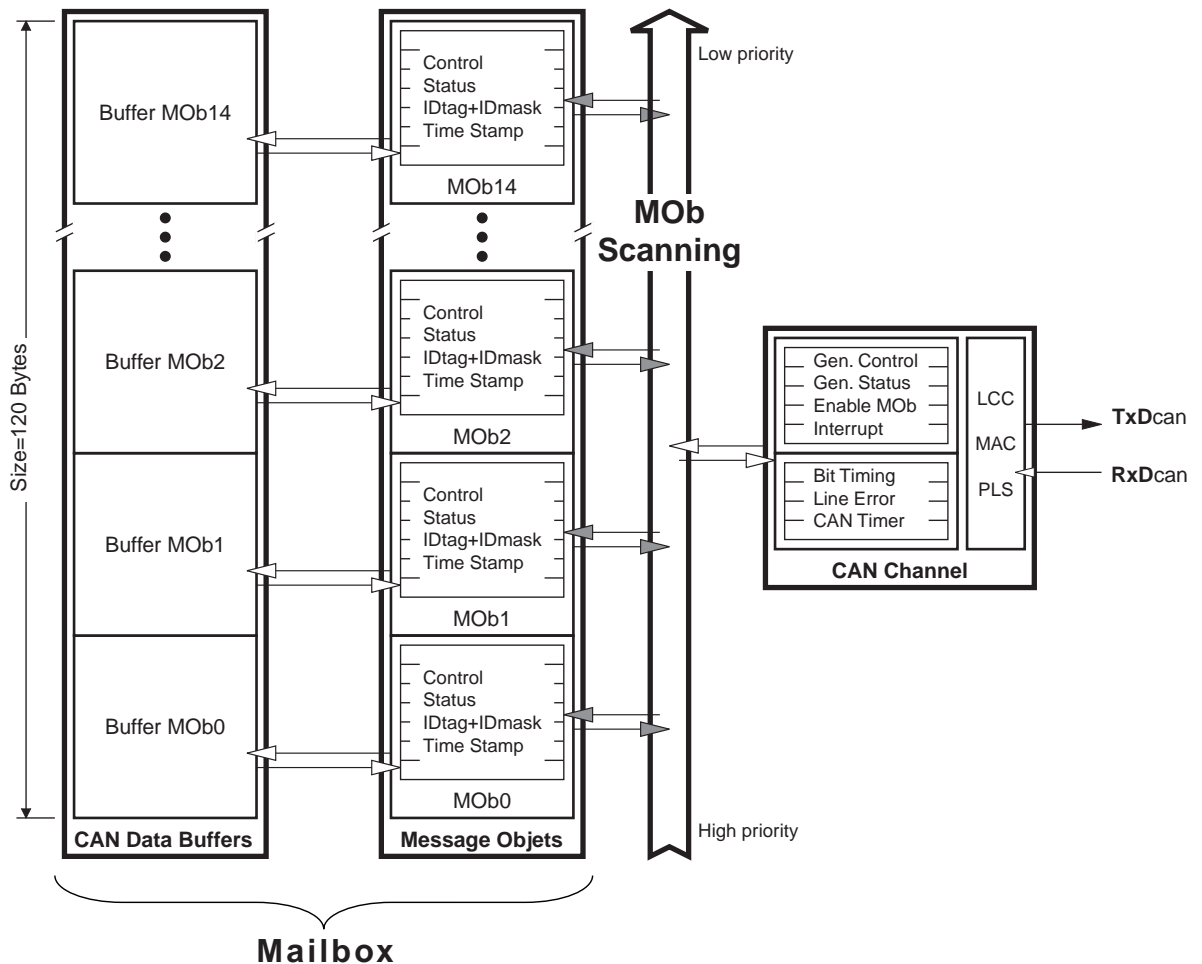 Size=120 Bytes
Buffer MOb14
Buffer MOb2
Buffer MOb1
Buffer MOb0
CAN Data Buffers
Control
Status
IDtag+IDmask
Time Stamp
MOb14
Control
Status
IDtag+IDmask
Time Stamp
MOb2
Control
Status
IDtag+IDmask
Time Stamp
MOb1
Control
Status
IDtag+IDmask
Time Stamp
MOb0
Message Objets
Mailbox
Low priority
MOb
Scanning
High priority
Gen. Control
Gen. Status
Enable MOb
Interrupt
Bit Timing
Line Error
CAN Timer
LCC
MAC
PLS
CAN Channel
TxDcan
RxDcan